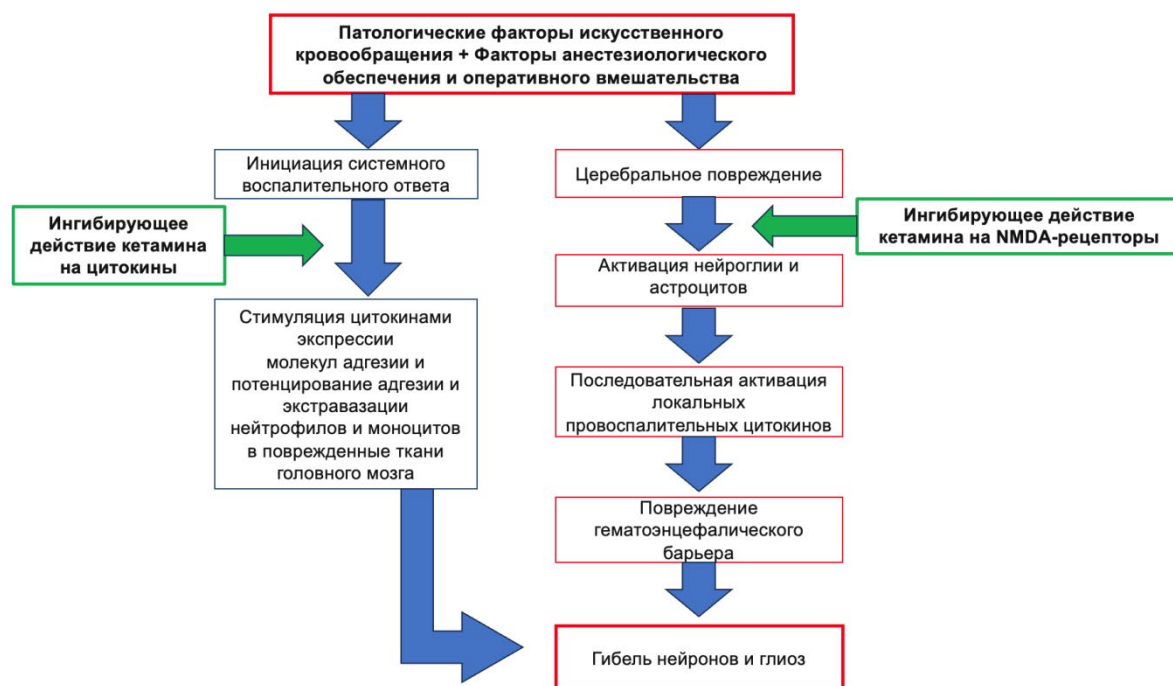 Патологические факторы искусственного
кровообращения + Факторы анестезиологического
обеспечения и оперативного вмешательства
Инициация системного
воспалительного ответа
Церебральное повреждение
Ингибирующее
действие кетамина
на цитокины
Ингибирующее действие
кетамина на NMDA-рецепторы
Активация нейроглии и
астроцитов
Стимуляция цитокинами
экспрессии
молекул адгезии и
потенцирование адгезии и
экстравазации
нейтрофилов и моноцитов
в поврежденные ткани
головного мозга
Последовательная активация
локальных
провоспалительных цитокинов
Повреждение
гематоэнцефалического
барьера
Гибель нейронов и глиоз